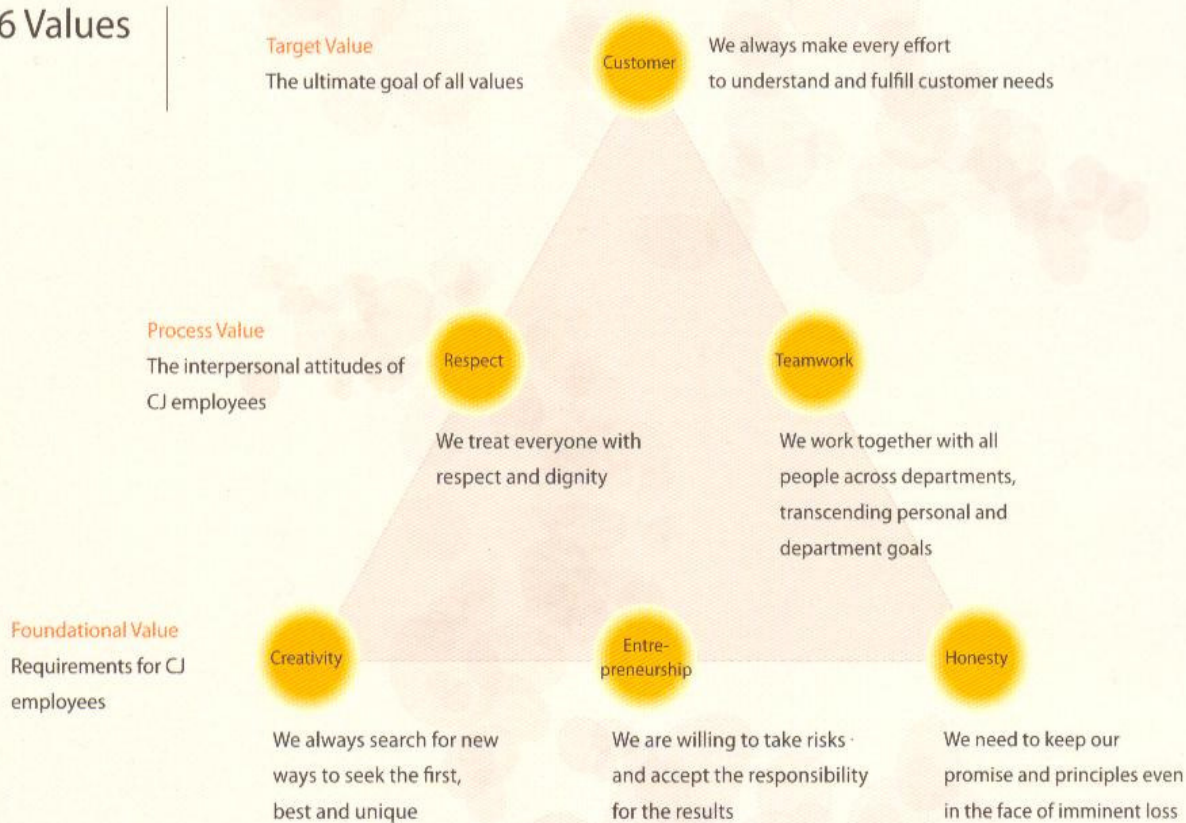 6 Values
Target Value
The ultimate goal of all values
Customer
We always make every effort
to understand and fulfill customer needs
Process Value
The interpersonal attitudes of
CJ employees
Respect
We treat everyone with
respect and dignity
Teamwork
We work together with all
people across departments,
transcending personal and
department goals
Foundational Value
Requirements for CJ
employees
Creativity
We always search for new
ways to seek the first,
best and unique
Entre-
preneurship
We are willing to take risks
and accept the responsibility
for the results
Honesty
We need to keep our
promise and principles even
in the face of imminent loss